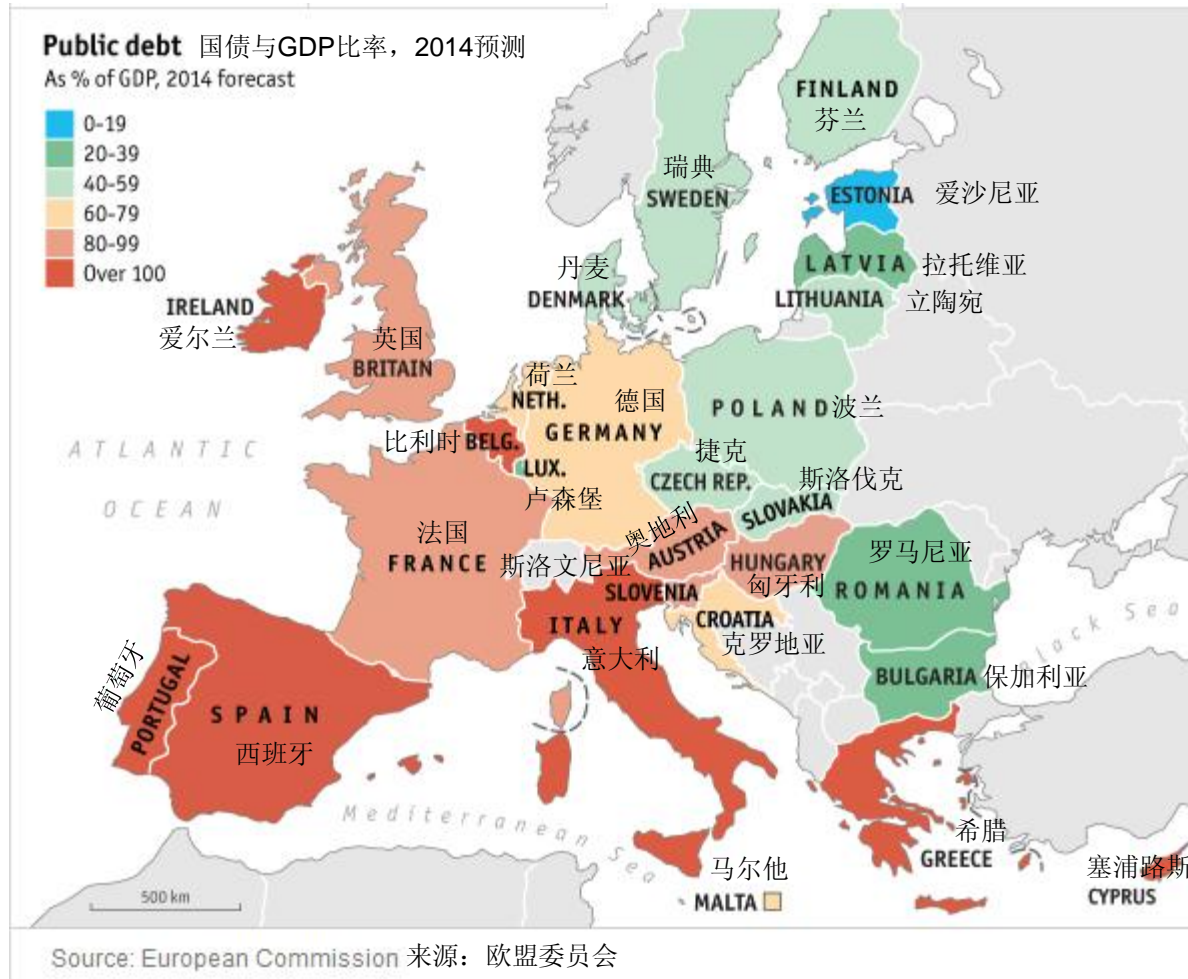 Public debt 国债与GDP比率，2014预测
As % of GDP, 2014 forecast
0-19
20-39
40-59
60-79
80-99
Over 100
FINLAND
芬兰
瑞典
SWEDEN
ESTONIA 爱沙尼亚
LATVIA 拉托维亚
丹麦
DENMARK
LITHUANIA 立陶宛
IRELAND
爱尔兰
英国
BRITAIN
荷兰
NETH.
德国
GERMANY
POLAND 波兰
比利时 BELG.
ATLANTIC
OCEAN
LUX.
卢森堡
捷克
CZECH REP.
斯洛伐克
SLOVAKIA
法国
FRANCE
奥地利
AUSTRIA
斯洛文尼亚
SLOVENIA
HUNGARY
匈牙利
罗马尼亚
ROMANIA
ITALY
意大利
CROATIA
克罗地亚
Black Sea
BULGARIA 保加利亚
葡萄牙
PORTUGAL
SPAIN
西班牙
Mediterranean Sea
希腊
GREECE
马尔他
MALTA
塞浦路斯
CYPRUS
500 km
Source: European Commission 来源：欧盟委员会